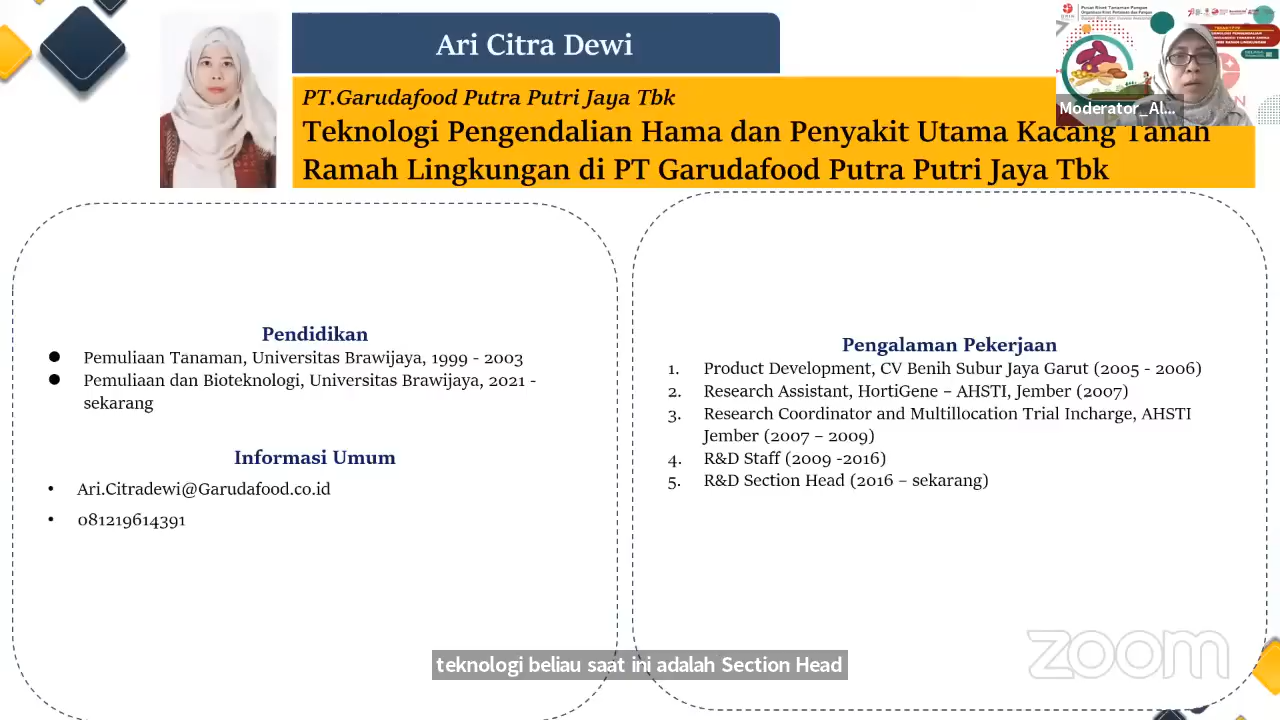 Ari Citra Dewi
PT.Garudafood Putra Putri Jaya Tbk
Teknologi Pengendalian Hama dan Penyakit Utama Kacang Tanah
Ramah Lingkungan di PT Garudafood Putra Putri Jaya Tbk
Moderator_Al...
Pendidikan
● Pemuliaan Tanaman, Universitas Brawijaya, 1999 - 2003
● Pemuliaan dan Bioteknologi, Universitas Brawijaya, 2021 -
sekarang
Informasi Umum
• Ari.Citradewi@Garudafood.co.id
• 081219614391
Pengalaman Pekerjaan
1. Product Development, CV Benih Subur Jaya Garut (2005 - 2006)
2. Research Assistant, HortiGene – AHSTI, Jember (2007)
3. Research Coordinator and Multillocation Trial Incharge, AHSTI
Jember (2007 – 2009)
4. R&D Staff (2009 -2016)
5. R&D Section Head (2016 – sekarang)
zoom
teknologi beliau saat ini adalah Section Head